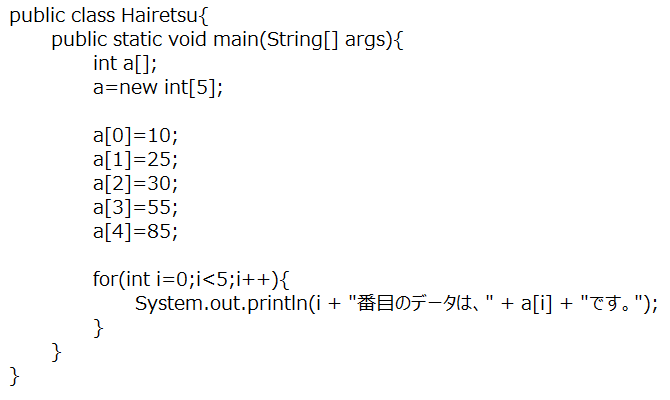 public class Hairetsu{
public static void main(String[] args){
int a[];
a=new int[5];
a[0]=10;
a[1]=25;
a[2]=30;
a[3]=55;
a[4]=85;
for(int i=0;i<5;i++){
System.out.println(i + "番目のデータは、" + a[i] + "です。");
}
}
}